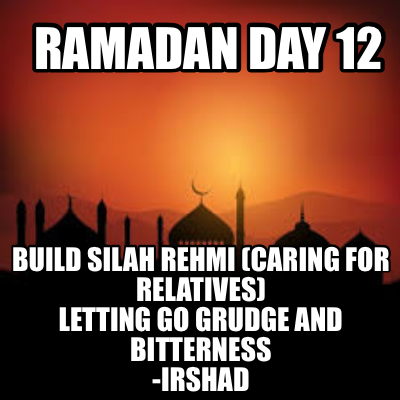 RAMADAN DAY 12
BUILD SILAH REHMI (CARING FOR
RELATIVES)
LETTING GO GRUDGE AND
BITTERNESS
-IRSHAD